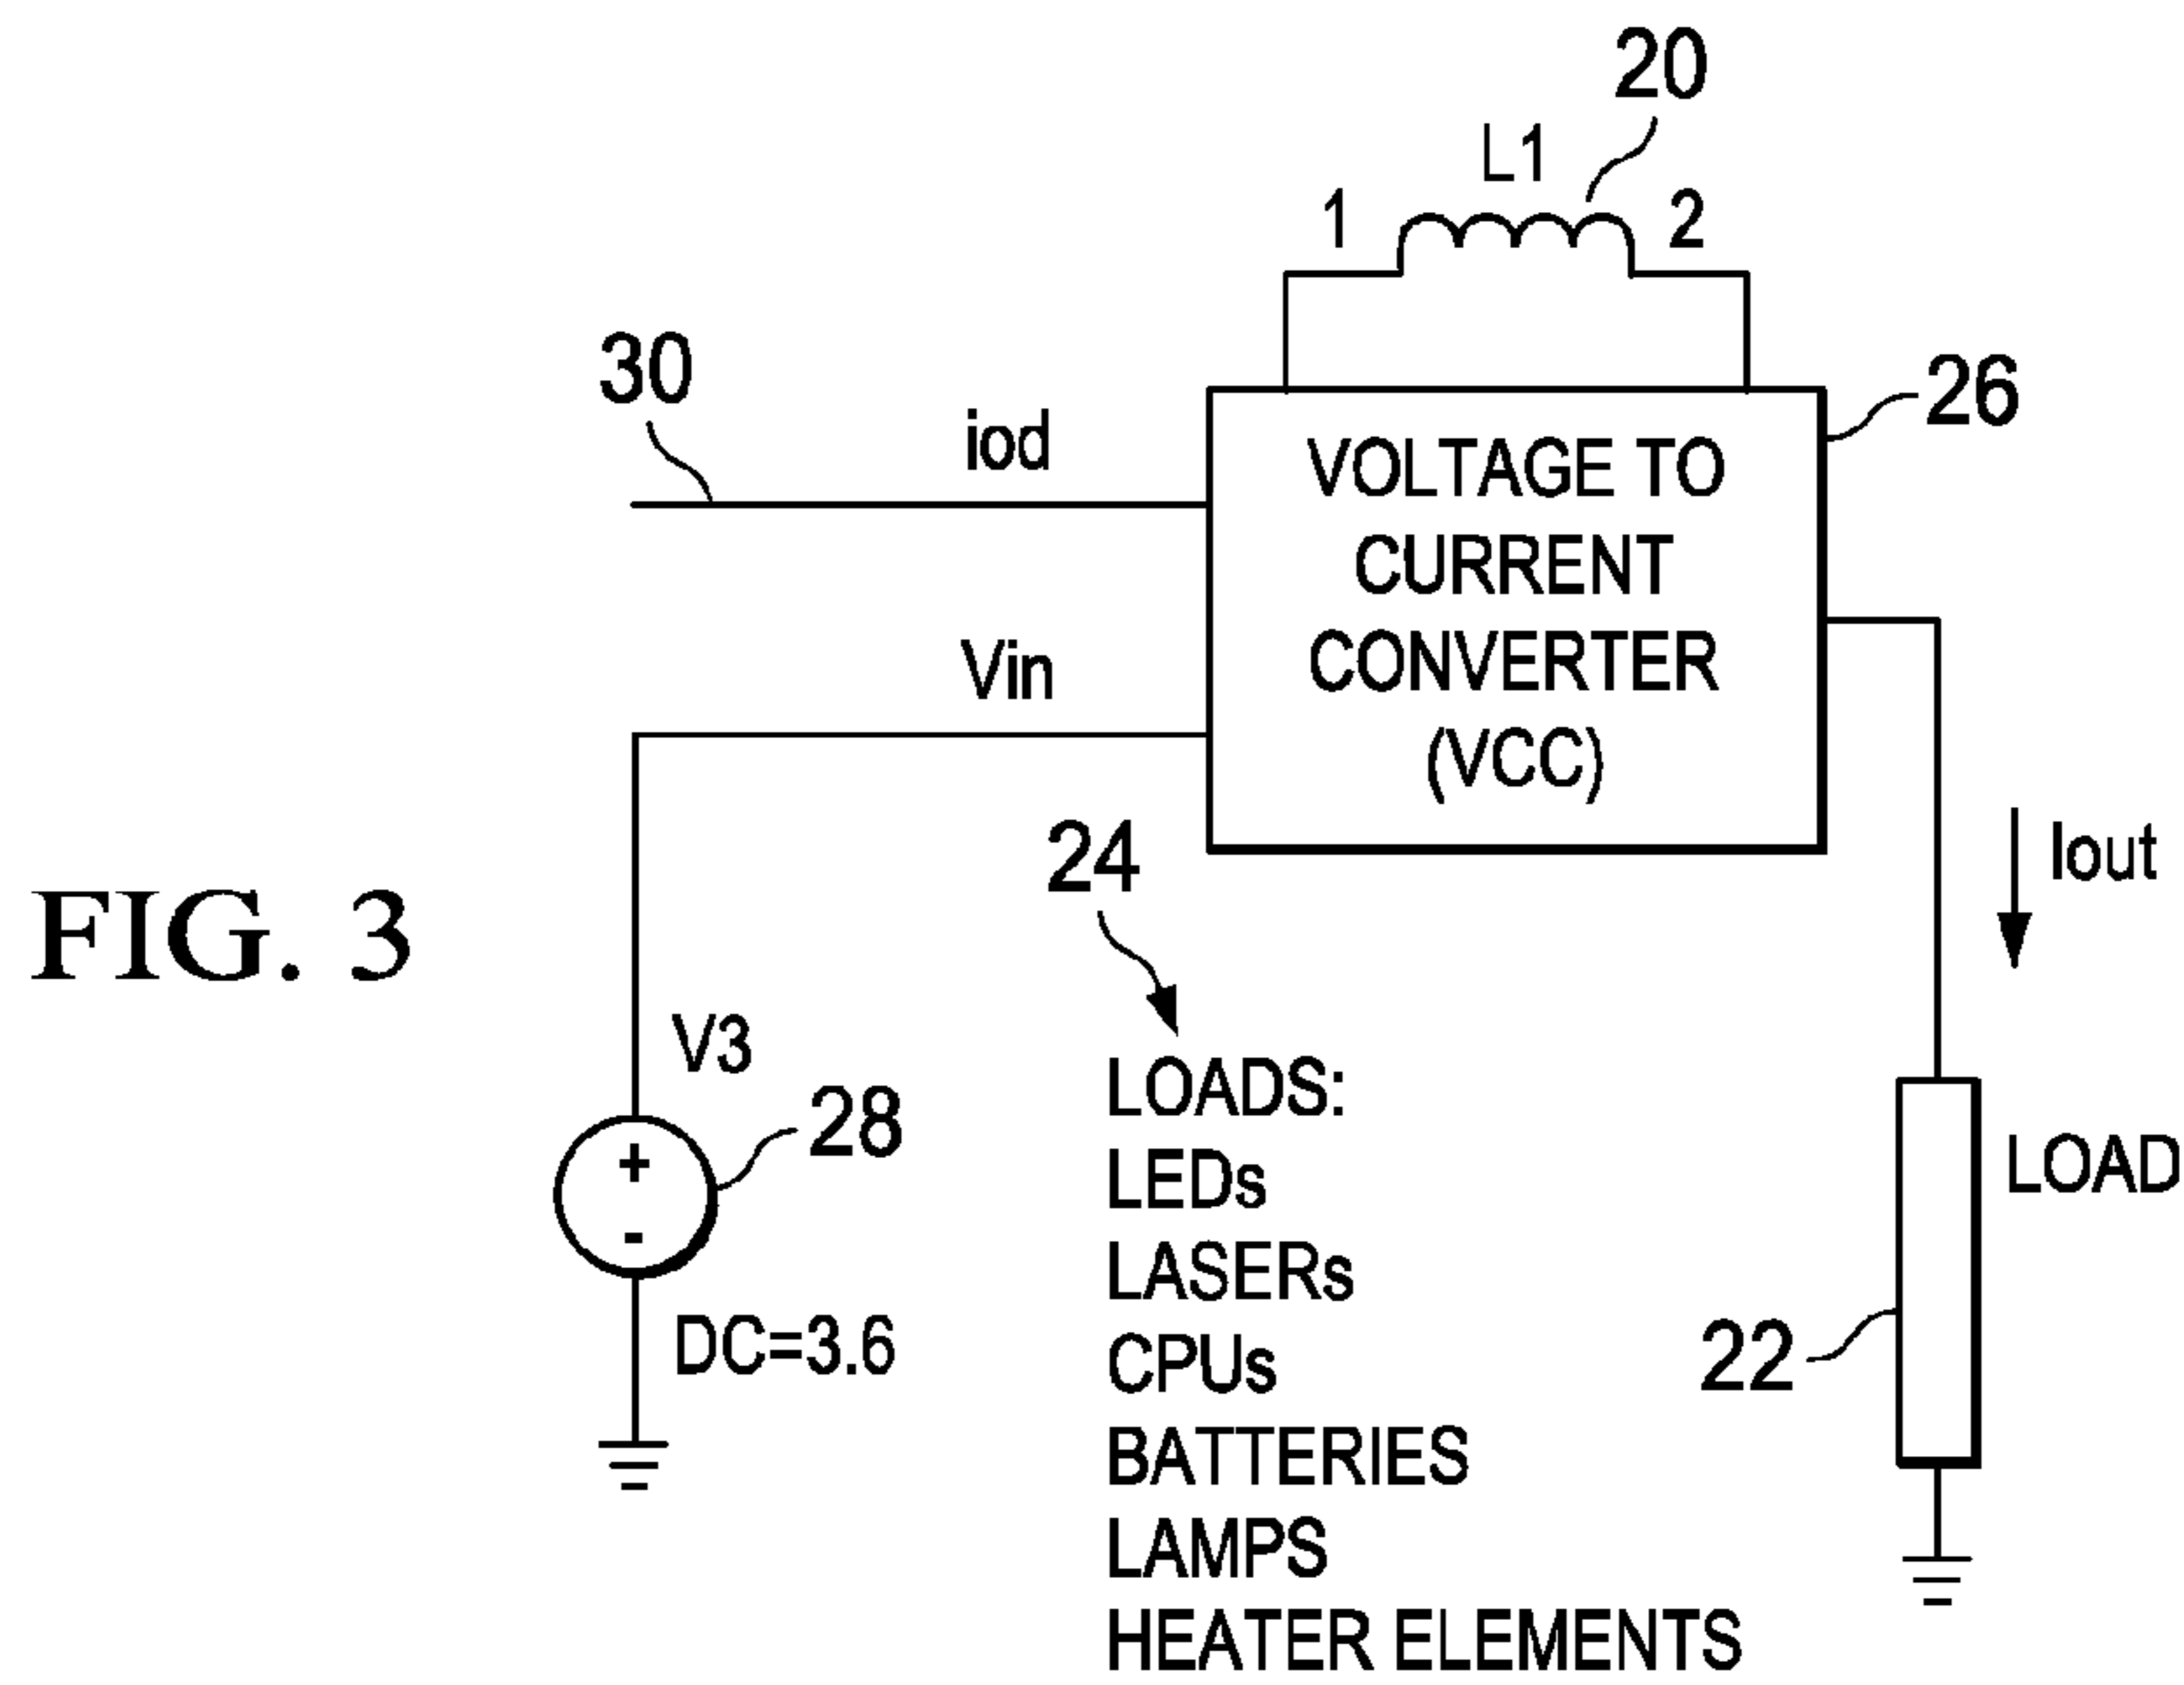 20
L1
1
2
30
iod
26
VOLTAGE TO
CURRENT
CONVERTER
(VCC)
Vin
24
Iout
FIG. 3
V3
28
+
-
DC=3.6
LOADS:
LEDs
LASERs
CPUs
BATTERIES
LAMPS
HEATER ELEMENTS
LOAD
22